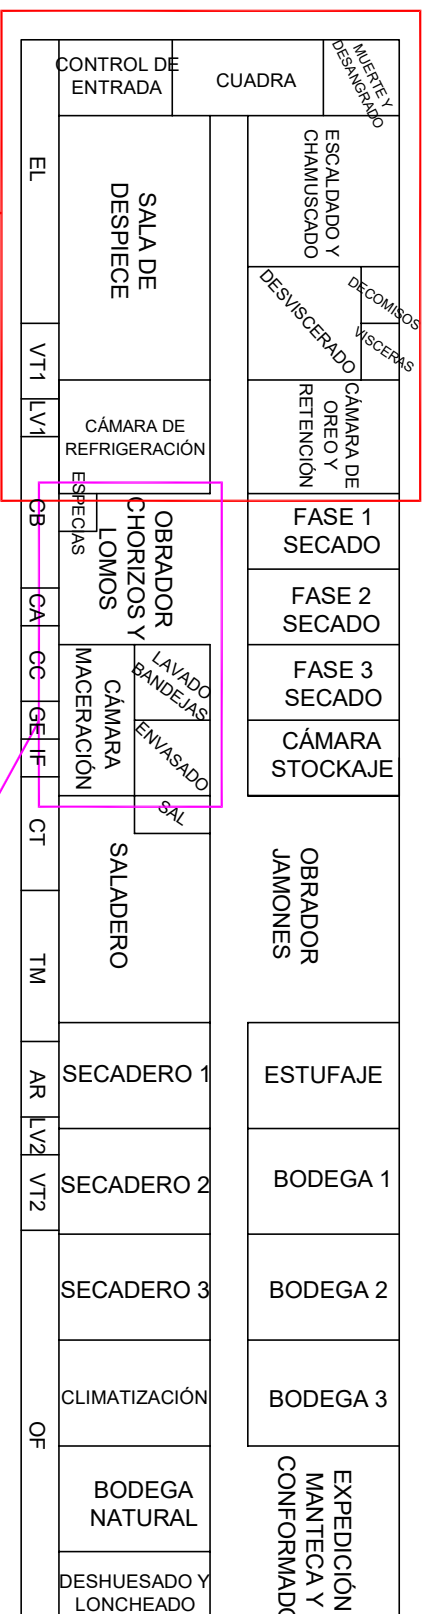 CONTROL DE
ENTRADA
CUADRA
MUERTE Y
DESANGRADO
EL
SALA DE
DESPIECE
ESCALDADO Y
CHAMUSCADO
DESVISCERADO
DECOMISOS
VISCERAS
VT1
LV1
CÁMARA DE
REFRIGERACIÓN
CÁMARA DE
OREO Y
RETENCIÓN
CB
ESPECIAS
OBRADOR
CHORIZOS Y
LOMOS
FASE 1
SECADO
CA
FASE 2
SECADO
CC
CÁMARA
MACERACIÓN
LAVADO
BANDEJAS
FASE 3
SECADO
GE
IF
ENVASADO
CÁMARA
STOCKAJE
CT
SAL
SALADERO
OBRADOR
JAMONES
TM
AR
SECADERO 1
ESTUFAJE
LV2
VT2
SECADERO 2
BODEGA 1
SECADERO 3
BODEGA 2
OF
CLIMATIZACIÓN
BODEGA 3
BODEGA
NATURAL
EXPEDICIÓN
MANTECA Y
CONFORMADO
DESHUESADO Y
LONCHEADO